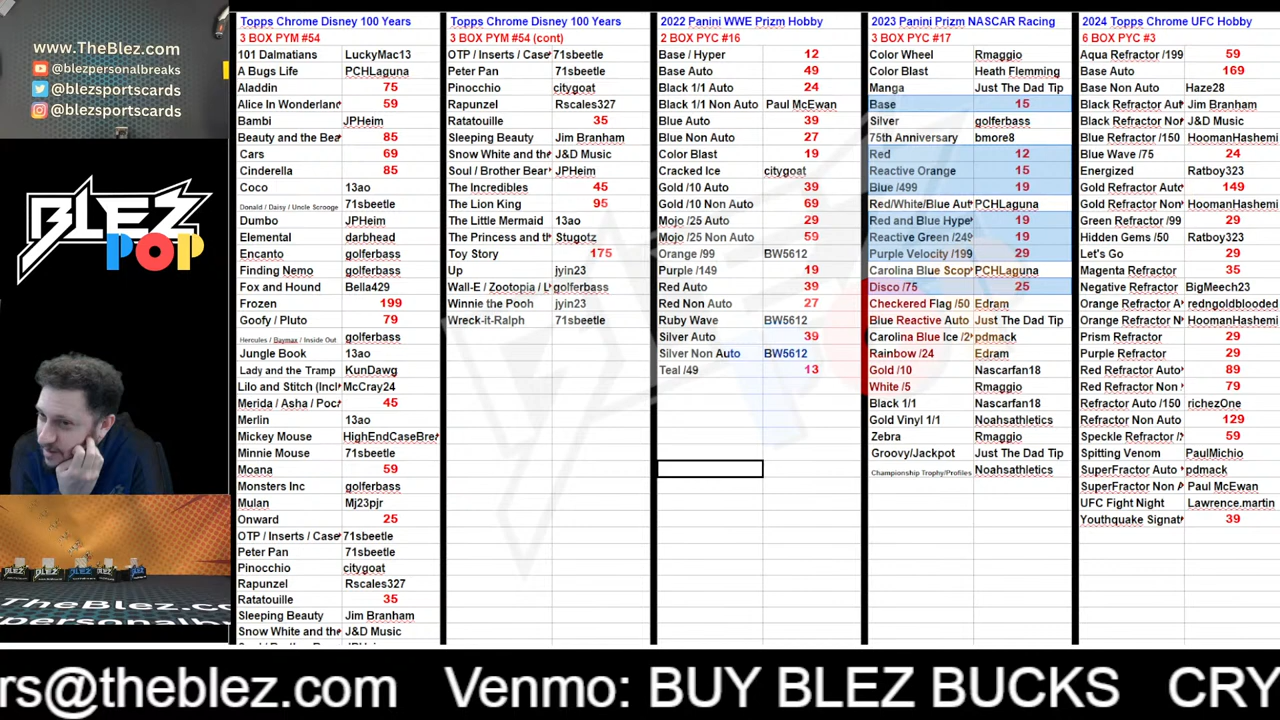 www.TheBlez.com
@blezpersonalbreaks
@blezsportscards
BLEZ
POP
TheBlez.co
Topps Chrome Disney 100 Years
3 BOX PYM #54
101 Dalmatians LuckyMac13
A Bugs Life PCHLaguna
Aladdin 75
Alice In Wonderlan 59
Bambi JPHeim
Beauty and the Bea 85
Cars 69
Cinderella 85
Coco 13ao
Donald / Daisy / Uncle Scrooge 71sbeetle
Dumbo JPHeim
Elemental darbhead
Encanto golferbass
Finding Nemo golferbass
Fox and Hound Bella429
Frozen 199
Goofy / Pluto 79
Hercules / Baymax / Inside Out golferbass
Jungle Book 13ao
Lady and the Tramp KunDawg
Lilo and Stitch (Incl McCray24
Merida / Asha / Poc 45
Merlin 13ao
Mickey Mouse HighEndCaseBre
Minnie Mouse 71sbeetle
Moana 59
Monsters Inc golferbass
Mulan Mj23pjr
Onward 25
OTP / Inserts / Case 71sbeetle
Peter Pan 71sbeetle
Pinocchio citygoat
Rapunzel Rscales327
Ratatouille 35
Sleeping Beauty Jim Branham
Snow White and the J&D Music
Topps Chrome Disney 100 Years
3 BOX PYM #54 (cont)
OTP / Inserts / Case 71sbeetle
Peter Pan 71sbeetle
Pinocchio citygoat
Rapunzel Rscales327
Ratatouille 35
Sleeping Beauty Jim Branham
Snow White and the J&D Music
Soul / Brother Bear JPHeim
The Incredibles 45
The Lion King 95
The Little Mermaid 13ao
The Princess and th Stugotz
Toy Story 175
Up jyin23
Wall-E / Zootopia / L golferbass
Winnie the Pooh jyin23
Wreck-it-Ralph 71sbeetle
2022 Panini WWE Prizm Hobby
2 BOX PYC #16
Base / Hyper 12
Base Auto 49
Black 1/1 Auto 24
Black 1/1 Non Auto Paul McEwan
Blue Auto 39
Blue Non Auto 27
Color Blast 19
Cracked Ice citygoat
Gold /10 Auto 39
Gold /10 Non Auto 69
Mojo /25 Auto 29
Mojo /25 Non Auto 59
Orange /99 BW5612
Purple /149 19
Red Auto 39
Red Non Auto 27
Ruby Wave BW5612
Silver Auto 39
Silver Non Auto BW5612
Teal /49 13
2023 Panini Prizm NASCAR Racing
3 BOX PYC #17
Color Wheel Rmaggio
Color Blast Heath Flemming
Manga Just The Dad Tip
Base 15
Silver golferbass
75th Anniversary bmore8
Red 12
Reactive Orange 15
Blue /499 19
Red/White/Blue Aut PCHLaguna
Red and Blue Hype 19
Reactive Green /249 19
Purple Velocity /199 29
Carolina Blue Scop PCHLaguna
Disco /75 25
Checkered Flag /50 Edram
Blue Reactive Auto Just The Dad Tip
Carolina Blue Ice /2 pdmack
Rainbow /24 Edram
Gold /10 Nascarfan18
White /5 Rmaggio
Black 1/1 Nascarfan18
Gold Vinyl 1/1 Noahsathletics
Zebra Rmaggio
Groovy/Jackpot Just The Dad Tip
Championship Trophy/Profiles Noahsathletics
2024 Topps Chrome UFC Hobby
6 BOX PYC #3
Aqua Refractor /199 59
Base Auto 169
Base Non Auto Haze28
Black Refractor Aut Jim Branham
Black Refractor Nor J&D Music
Blue Refractor /150 HoomanHashemi
Blue Wave /75 24
Energized Ratboy323
Gold Refractor Auto 149
Gold Refractor Non HoomanHashemi
Green Refractor /99 29
Hidden Gems /50 Ratboy323
Let's Go 29
Magenta Refractor 35
Negative Refractor BigMeech23
Orange Refractor A redngoldblooded
Orange Refractor N HoomanHashemi
Prism Refractor 29
Purple Refractor 29
Red Refractor Auto 89
Red Refractor Non 79
Refractor Auto /150 richezOne
Refractor Non Auto 129
Speckle Refractor / 59
Spitting Venom PaulMichio
SuperFractor Auto pdmack
SuperFractor Non A Paul McEwan
UFC Fight Night Lawrence.martin
Youthquake Signat 39
rs@theblez.com Venmo: BUY BLEZ BUCKS CRY